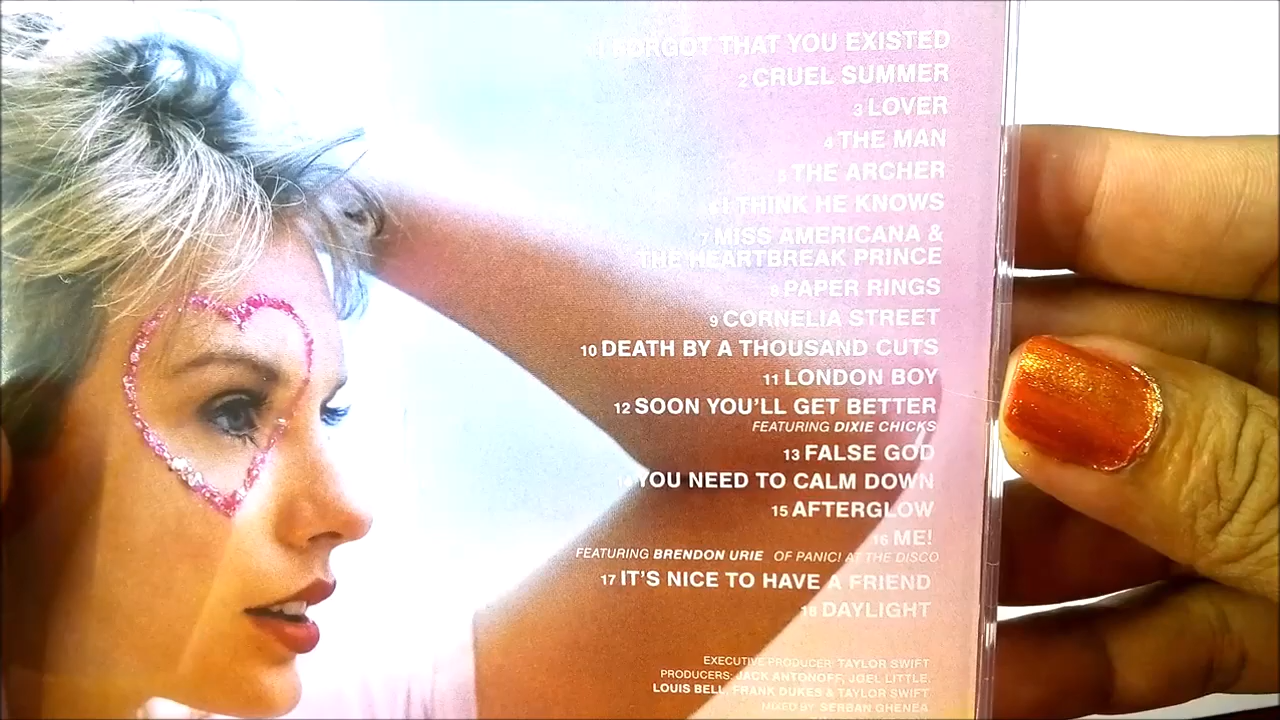 1 I FORGOT THAT YOU EXISTED
2 CRUEL SUMMER
3 LOVER
4 THE MAN
5 THE ARCHER
6 I THINK HE KNOWS
7 MISS AMERICANA &
THE HEARTBREAK PRINCE
8 PAPER RINGS
9 CORNELIA STREET
10 DEATH BY A THOUSAND CUTS
11 LONDON BOY
12 SOON YOU'LL GET BETTER
FEATURING DIXIE CHICKS
13 FALSE GOD
14 YOU NEED TO CALM DOWN
15 AFTERGLOW
16 ME!
FEATURING BRENDON URIE OF PANIC! AT THE DISCO
17 IT'S NICE TO HAVE A FRIEND
18 DAYLIGHT
EXECUTIVE PRODUCER: TAYLOR SWIFT
PRODUCERS: JACK ANTONOFF, JOEL LITTLE,
LOUIS BELL, FRANK DUKES & TAYLOR SWIFT
MIXED BY SERBAN GHENEA